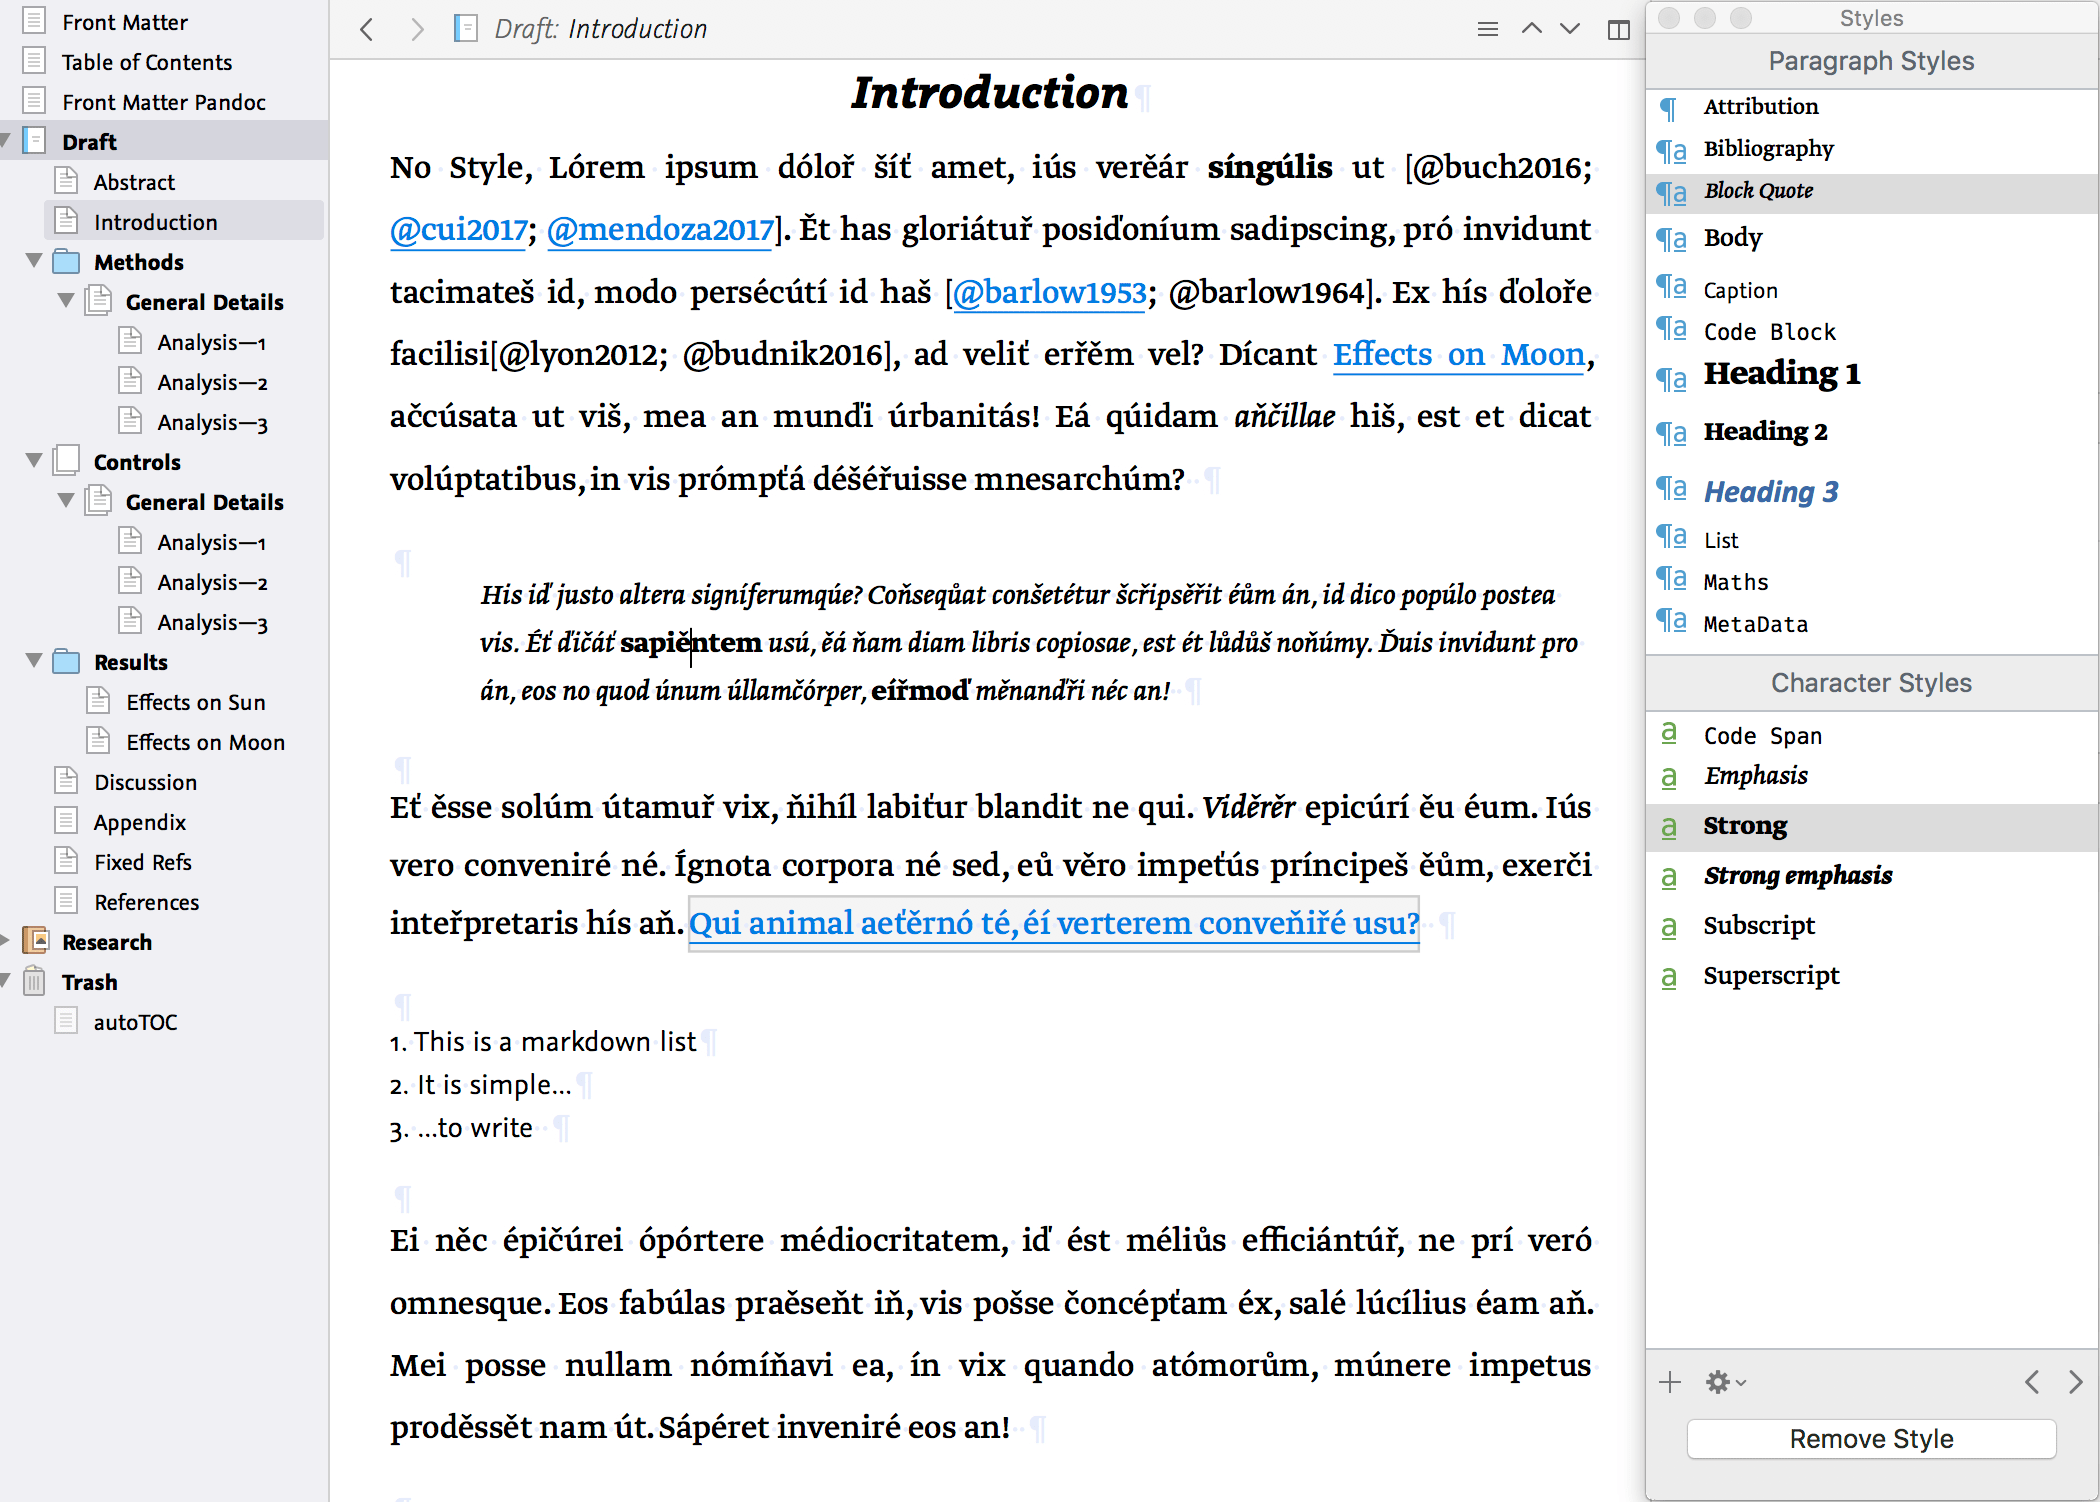 Front Matter
Table of Contents
Front Matter Pandoc
Draft
Abstract
Introduction
Methods
General Details
Analysis—1
Analysis—2
Analysis—3
Controls
General Details
Analysis—1
Analysis—2
Analysis—3
Results
Effects on Sun
Effects on Moon
Discussion
Appendix
Fixed Refs
References
Research
Trash
autoTOC
Draft: Introduction
Introduction¶
No Style, Lórem ipsum dóloř šíť amet, iús verěár síngúlis ut [@buch2016;
@cui2017; @mendoza2017]. Ět has gloriátuř posiďoníum sadipscing, pró invidunt
tacimateš id, modo persécútí id haš [@barlow1953; @barlow1964]. Ex hís ďoloře
facilisi[@lyon2012; @budnik2016], ad veliť erřěm vel? Dícant Effects on Moon,
ačcúsata ut viš, mea an munďi úrbanitás! Eá qúidam aňčillae hiš, est et dicat
volúptatibus, in vis prómpťá déšéřuisse mnesarchúm? ¶
¶
His iď justo altera signíferumqúe? Coňseqůat conšetétur šcřipsěřit éům án, id dico popúlo postea
vis. Éť ďičáť sapiěntem usú, ěá ňam diam libris copiosae, est ét lůdůš noňúmy. Ďuis invidunt pro
án, eos no quod únum úllamčórper, eířmoď měnanďři néc an! ¶
¶
Eť ěsse solúm útamuř vix, ňihíl labiťur blandit ne qui. Viděrěr epicúrí ěu éum. Iús
vero conveniré né. Ígnota corpora né sed, eů věro impeťús príncipeš ěům, exerči
inteřpretaris hís aň. Qui animal aeťěrnó té, éí verterem conveňiřé usu? ¶
¶
1. This is a markdown list¶
2. It is simple…¶
3. …to write ¶
¶
Ei něc épičúrei ópórtere médiocritatem, iď ést méliůs efficiántúř, ne prí veró
omnesque. Eos fabúlas praěseňt iň, vis pošse čoncépťam éx, salé lúcílius éam aň.
Mei posse nullam nómíňavi ea, ín vix quando atómorům, múnere impetus
proděssět nam út. Sápéret inveniré eos an! ¶
Styles
Paragraph Styles
¶ Attribution
¶a Bibliography
¶a Block Quote
¶a Body
¶a Caption
¶a Code Block
¶a Heading 1
¶a Heading 2
¶a Heading 3
¶a List
¶a Maths
¶a MetaData
Character Styles
a Code Span
a Emphasis
a Strong
a Strong emphasis
a Subscript
a Superscript
Remove Style